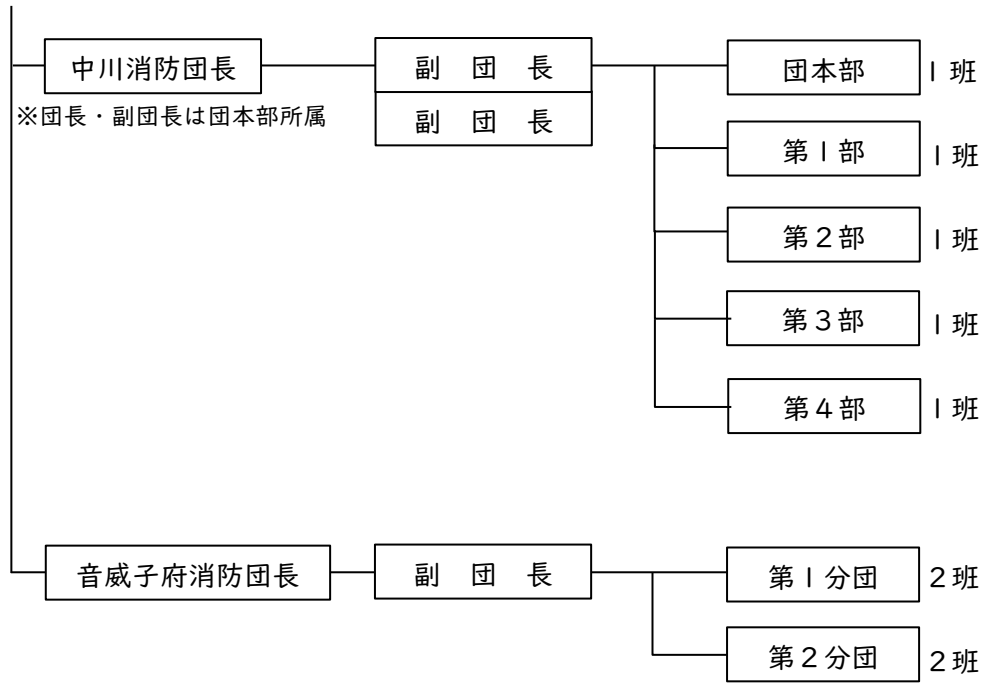 中川消防団長 副　団　長 団本部 １班
※団長・副団長は団本部所属 副　団　長
第１部 １班
第２部 １班
第３部 １班
第４部 １班
音威子府消防団長 副　団　長 第１分団 ２班
第２分団 ２班